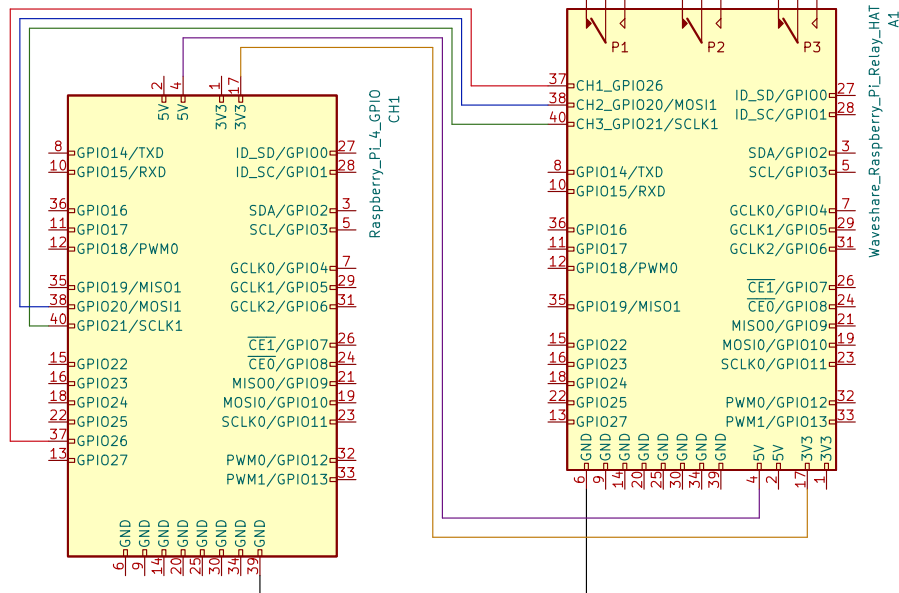 2
4
1
17
5V
5V
3V3
3V3
8 GPIO14/TXD
10 GPIO15/RXD
36 GPIO16
11 GPIO17
12 GPIO18/PWM0
35 GPIO19/MISO1
38 GPIO20/MOSI1
40 GPIO21/SCLK1
15 GPIO22
16 GPIO23
18 GPIO24
22 GPIO25
37 GPIO26
13 GPIO27
ID_SD/GPIO0 27
ID_SC/GPIO1 28
SDA/GPIO2 3
SCL/GPIO3 5
GCLK0/GPIO4 7
GCLK1/GPIO5 29
GCLK2/GPIO6 31
CE1/GPIO7 26
CE0/GPIO8 24
MISO0/GPIO9 21
MOSI0/GPIO10 19
SCLK0/GPIO11 23
PWM0/GPIO12 32
PWM1/GPIO13 33
GND
GND
GND
GND
GND
GND
GND
GND
6
9
14
20
25
30
34
39
Raspberry_Pi_4_GPIO
CH1
P1
P2
P3
37 CH1_GPIO26
38 CH2_GPIO20/MOSI1
40 CH3_GPIO21/SCLK1
8 GPIO14/TXD
10 GPIO15/RXD
36 GPIO16
11 GPIO17
12 GPIO18/PWM0
35 GPIO19/MISO1
15 GPIO22
16 GPIO23
18 GPIO24
22 GPIO25
13 GPIO27
ID_SD/GPIO0 27
ID_SC/GPIO1 28
SDA/GPIO2 3
SCL/GPIO3 5
GCLK0/GPIO4 7
GCLK1/GPIO5 29
GCLK2/GPIO6 31
CE1/GPIO7 26
CE0/GPIO8 24
MISO0/GPIO9 21
MOSI0/GPIO10 19
SCLK0/GPIO11 23
PWM0/GPIO12 32
PWM1/GPIO13 33
GND
GND
GND
GND
GND
GND
GND
GND
5V
5V
3V3
3V3
6
9
14
20
25
30
34
39
4
2
17
1
Waveshare_Raspberry_Pi_Relay_HAT
A1